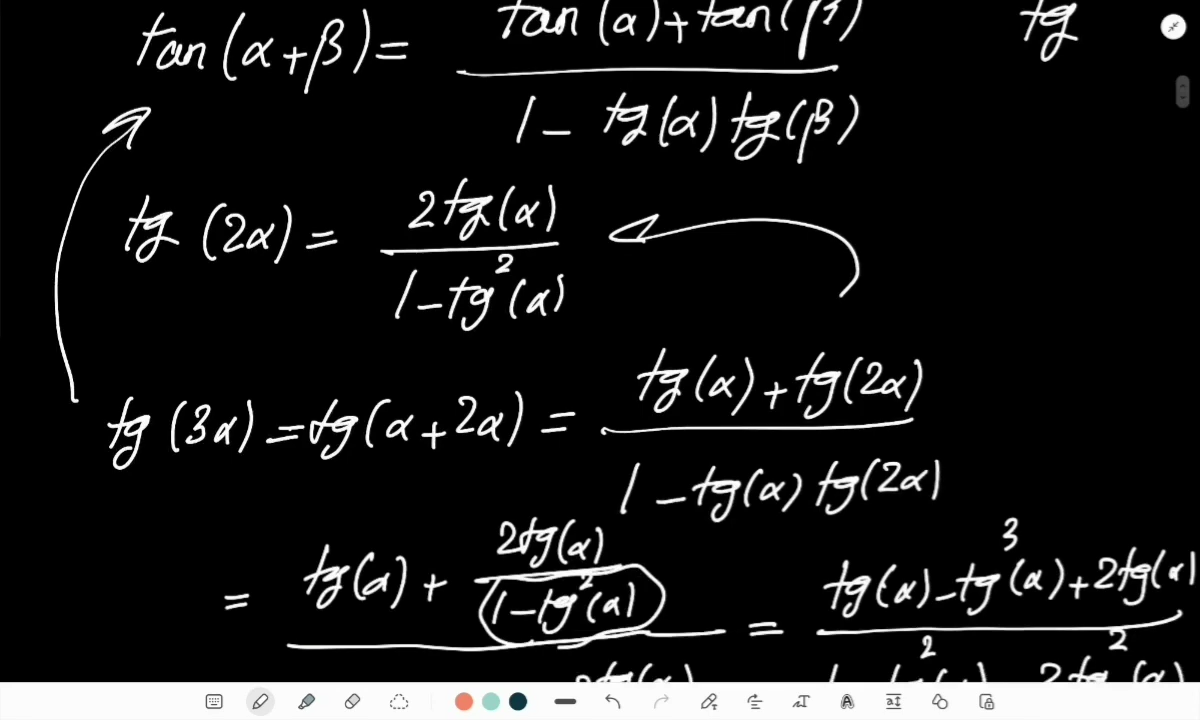 tan(α+β)= tan(α)+tan(β) / 1- tg(α)tg(β) tg
tg(2α)= 2tg(α) / 1-tg²(α)
tg(3α)=tg(α+2α)= tg(α)+tg(2α) / 1-tg(α)tg(2α)
= tg(α)+ 2tg(α) / 1-tg²(α) = tg(α)-tg³(α)+2tg(α)